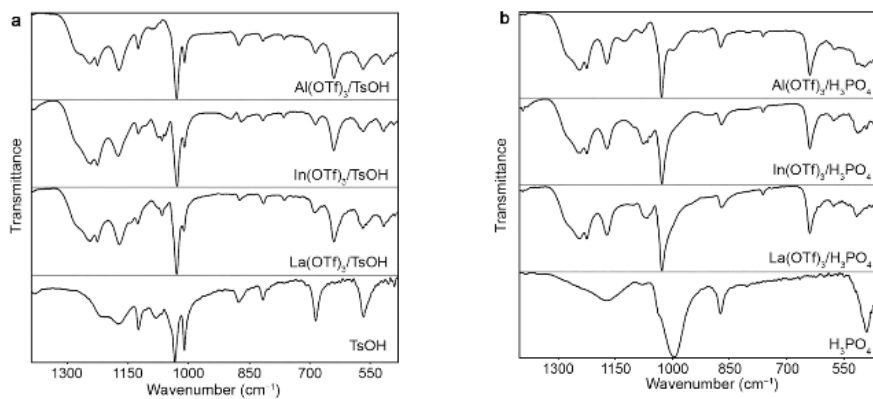 a
Transmittance
Al(OTf)₃/TsOH
In(OTf)₃/TsOH
La(OTf)₃/TsOH
TsOH
1300 1150 1000 850 700 550
Wavenumber (cm⁻¹)
b
Transmittance
Al(OTf)₃/H₃PO₄
In(OTf)₃/H₃PO₄
La(OTf)₃/H₃PO₄
H₃PO₄
1300 1150 1000 850 700 550
Wavenumber (cm⁻¹)